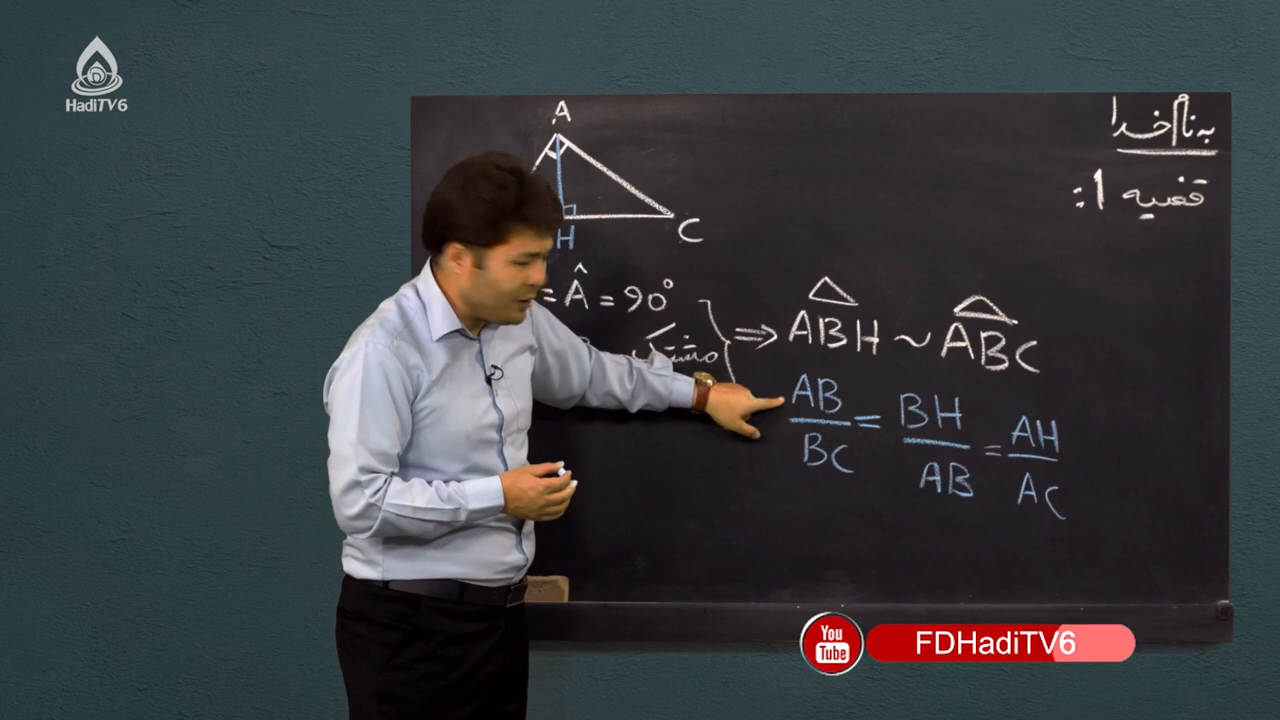 HadiTV6
به نام خدا
قضیه 1:
A
H
C
= Â = 90°
مشترک
⇒ ABH ~ ABC
AB/BC = BH/AB = AH/AC
You Tube
FDHadiTV6